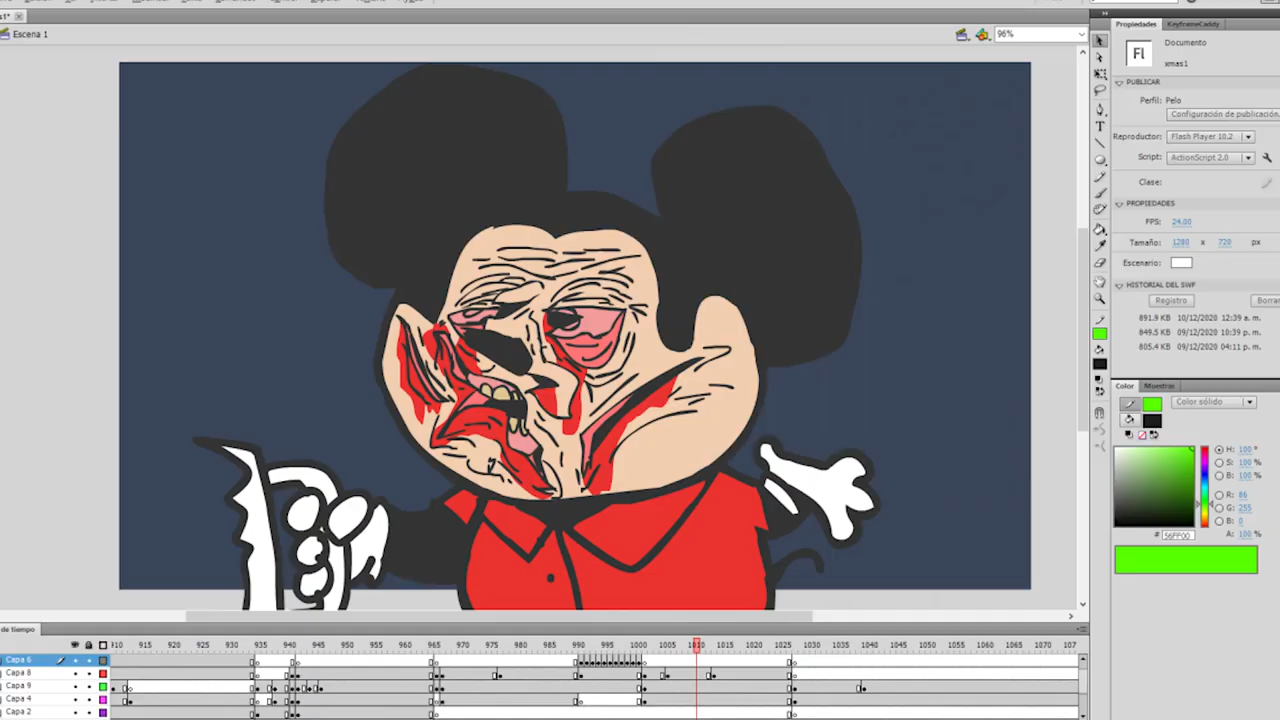 Escena 1
96%
Propiedades KeyframeCaddy
Fl
Documento
xmas1
PUBLICAR
Perfil: Pelo
Configuración de publicación.
Reproductor: Flash Player 10.2
Script: ActionScript 2.0
Clase:
PROPIEDADES
FPS: 24.00
Tamaño: 1280 x 720 px
Escenario:
HISTORIAL DEL SWF
Registro Borrar
891.9 KB 10/12/2020 12:39 a. m.
849.5 KB 09/12/2020 10:39 p. m.
805.4 KB 09/12/2020 04:11 p. m.
Color Muestras
Color sólido
H: 100 °
S: 100 %
B: 100 %
R: 86
G: 255
B: 0
# 56FF00 A: 100 %
de tiempo
910 915 920 925 930 935 940 945 950 955 960 965 970 975 980 985 990 995 1000 1005 1015 1020 1025 1030 1035 1040 1045 1050 1055 1060 1065 107
Capa 6
Capa 8
Capa 9
Capa 4
Capa 2